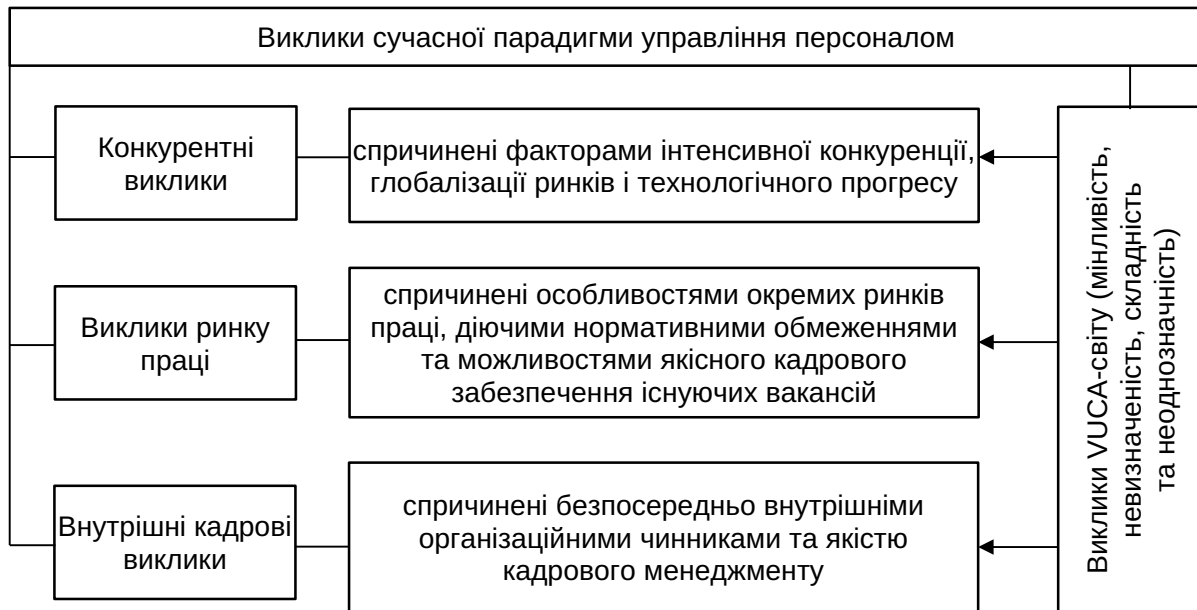 Виклики сучасної парадигми управління персоналом
Конкурентні
виклики
спричинені факторами інтенсивної конкуренції,
глобалізації ринків і технологічного прогресу
Виклики ринку
праці
спричинені особливостями окремих ринків
праці, діючими нормативними обмеженнями
та можливостями якісного кадрового
забезпечення існуючих вакансій
Внутрішні кадрові
виклики
спричинені безпосередньо внутрішніми
організаційними чинниками та якістю
кадрового менеджменту
Виклики VUCA-світу (мінливість,
невизначеність, складність
та неоднозначність)